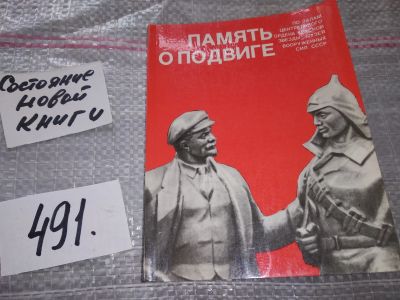 ПАМЯТЬ
О ПОДВИГЕ
ПО ЗАЛАМ
ЦЕНТРАЛЬНОГО
ОРДЕНА КРАСНОЙ
ЗВЕЗДЫ МУЗЕЯ
ВООРУЖЕННЫХ
СИЛ СССР
Состояние
новой
книги
491.